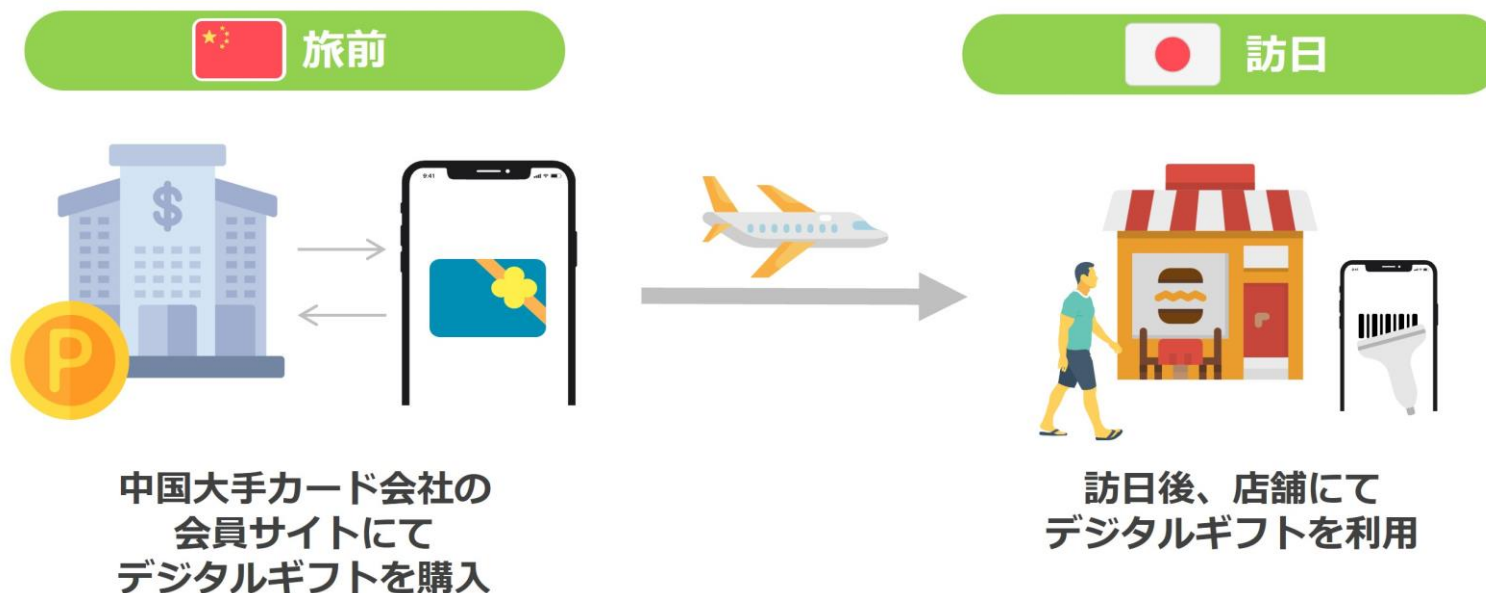 旅前
訪日
$
9:41
P
中国大手カード会社の
会員サイトにて
デジタルギフトを購入
訪日後、店舗にて
デジタルギフトを利用